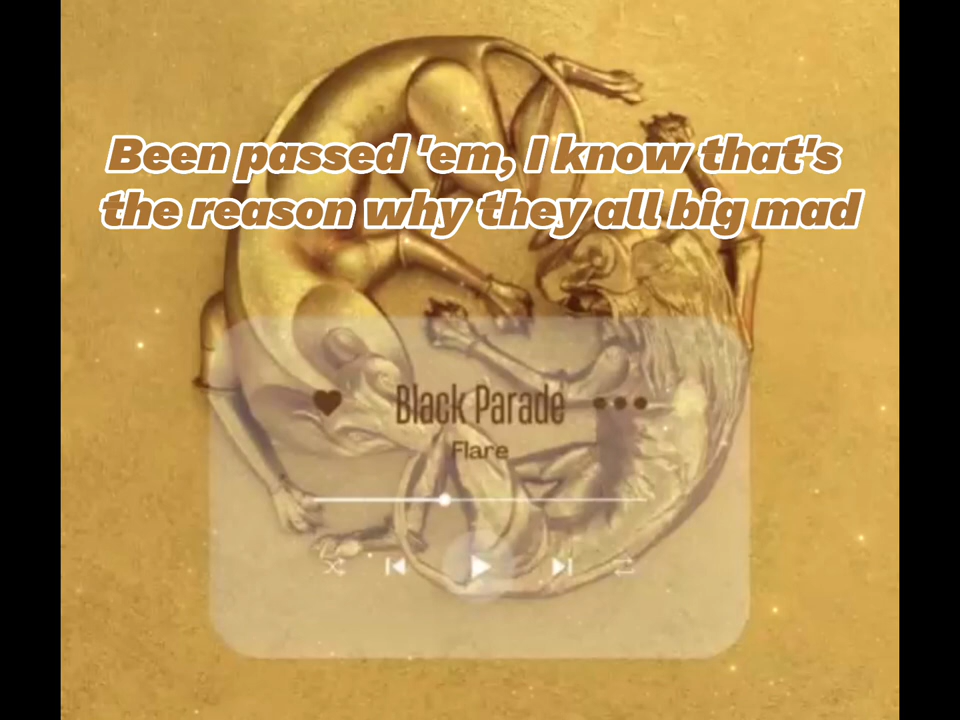 Been passed 'em, I know that's
the reason why they all big mad
Black Parade
Flare